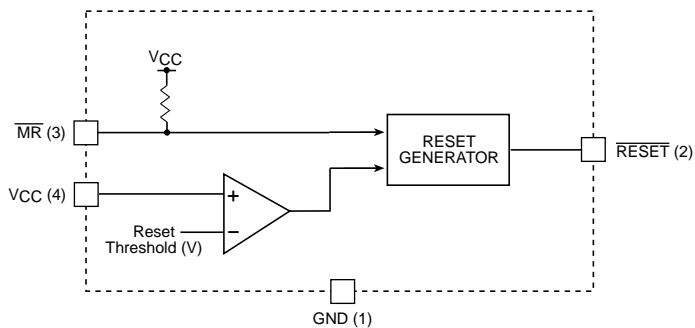 VCC
MR (3)
RESET
GENERATOR
RESET (2)
VCC (4)
+
Reset
Threshold (V)
−
GND (1)